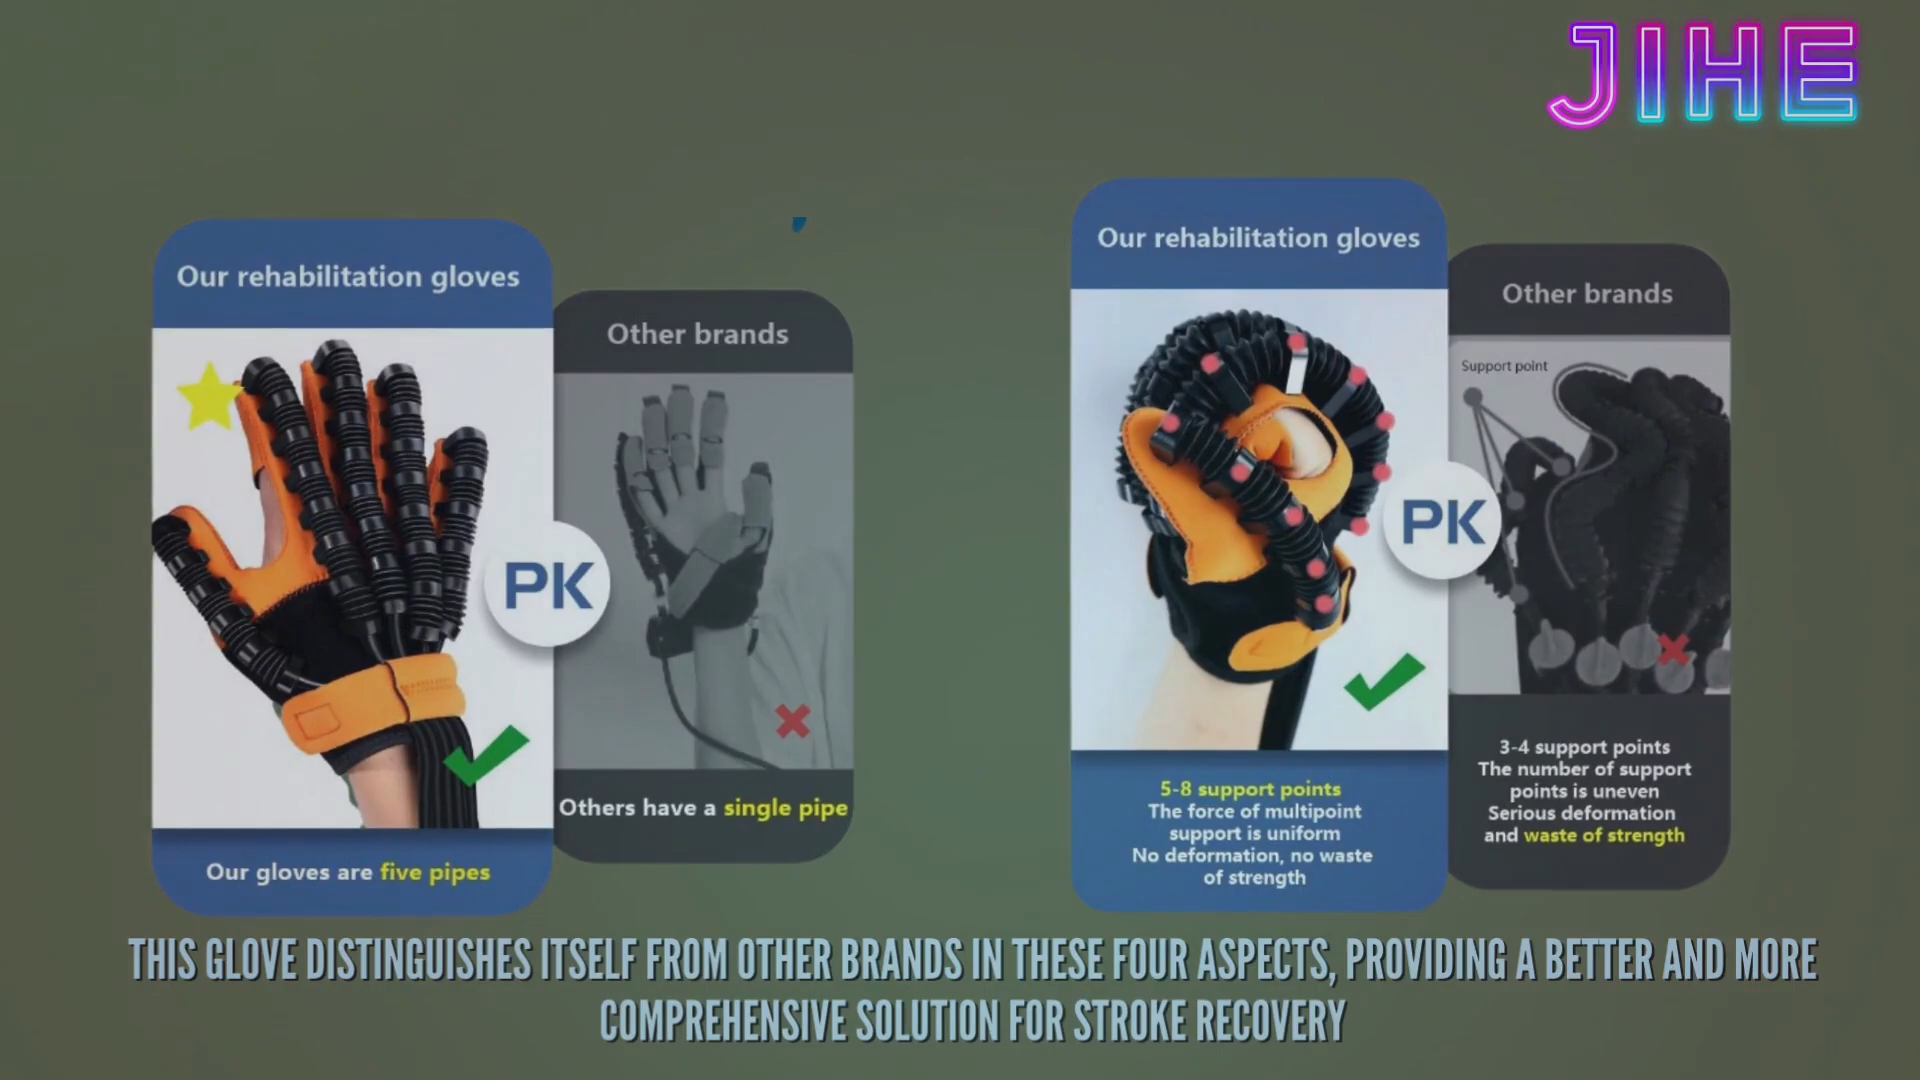 JIHE
Our rehabilitation gloves
Other brands
PK
Others have a single pipe
Our gloves are five pipes
Our rehabilitation gloves
Other brands
Support point
PK
5-8 support points
The force of multipoint
support is uniform
No deformation, no waste
of strength
3-4 support points
The number of support
points is uneven
Serious deformation
and waste of strength
THIS GLOVE DISTINGUISHES ITSELF FROM OTHER BRANDS IN THESE FOUR ASPECTS, PROVIDING A BETTER AND MORE
COMPREHENSIVE SOLUTION FOR STROKE RECOVERY